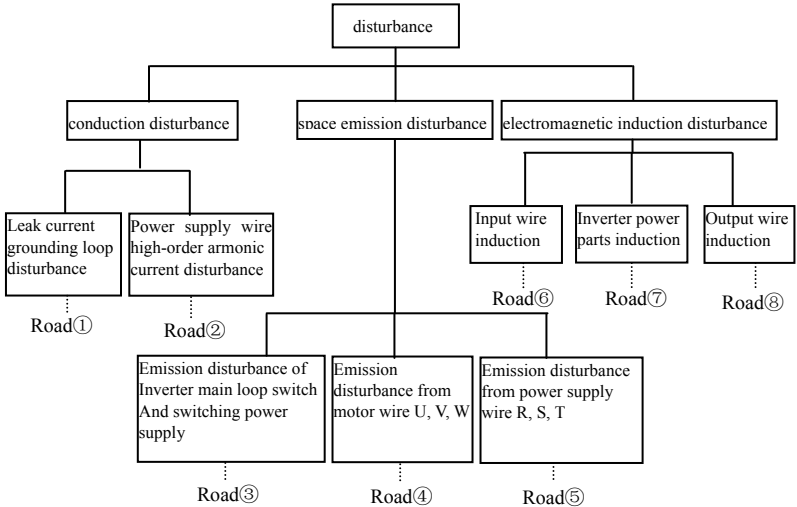 disturbance
conduction disturbance
space emission disturbance
electromagnetic induction disturbance
Leak current
grounding loop
disturbance
Power supply wire
high-order armonic
current disturbance
Input wire
induction
Inverter power
parts induction
Output wire
induction
Road①
Road②
Road⑥
Road⑦
Road⑧
Emission disturbance of
Inverter main loop switch
And switching power
supply
Emission
disturbance from
motor wire U, V, W
Emission disturbance
from power supply
wire R, S, T
Road③
Road④
Road⑤